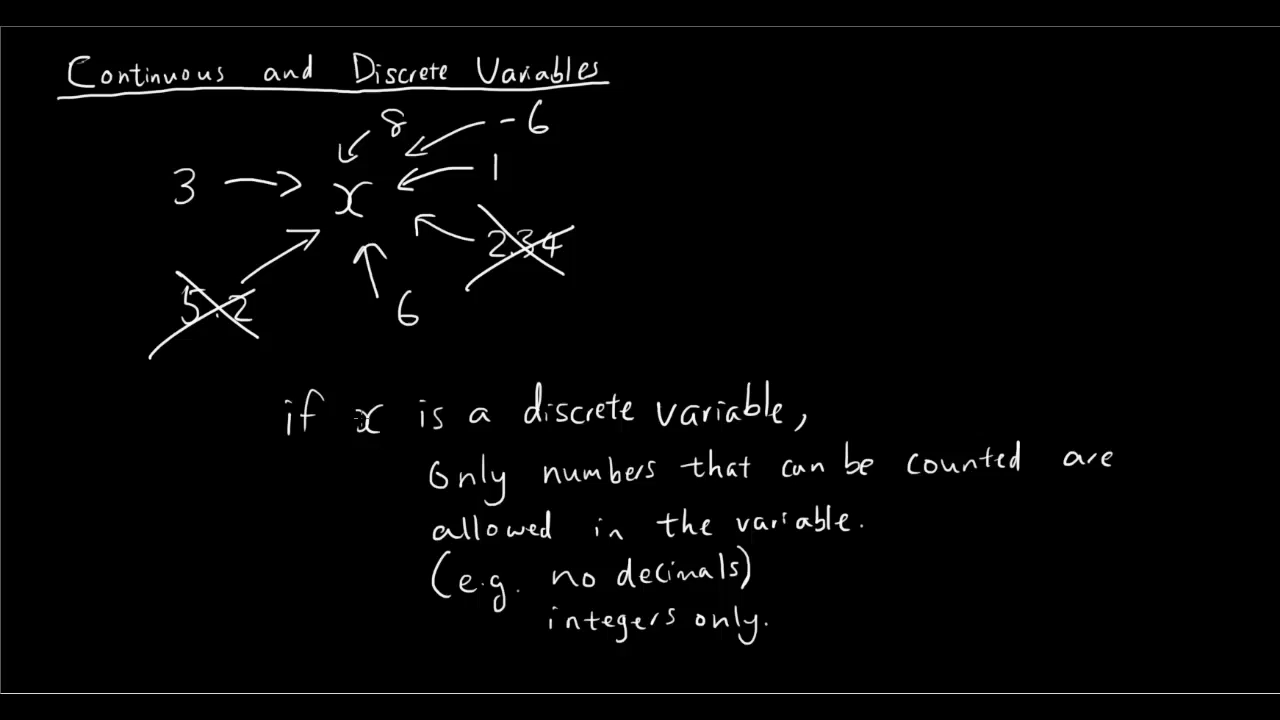 Continuous and Discrete Variables
8
-6
3
x
1
2.34
5.2
6
if x is a discrete variable,
Only numbers that can be counted are
allowed in the variable.
(e.g. no decimals)
integers only.